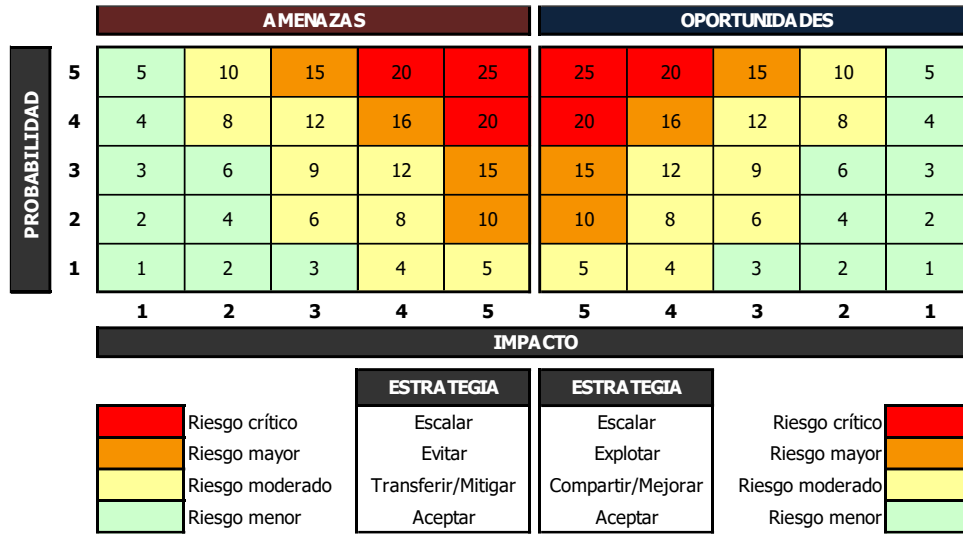 AMENAZAS OPORTUNIDADES
PROBABILIDAD
5 5 10 15 20 25 25 20 15 10 5
4 4 8 12 16 20 20 16 12 8 4
3 3 6 9 12 15 15 12 9 6 3
2 2 4 6 8 10 10 8 6 4 2
1 1 2 3 4 5 5 4 3 2 1
1 2 3 4 5 5 4 3 2 1
IMPACTO
ESTRATEGIA ESTRATEGIA
Riesgo crítico Escalar Escalar Riesgo crítico
Riesgo mayor Evitar Explotar Riesgo mayor
Riesgo moderado Transferir/Mitigar Compartir/Mejorar Riesgo moderado
Riesgo menor Aceptar Aceptar Riesgo menor